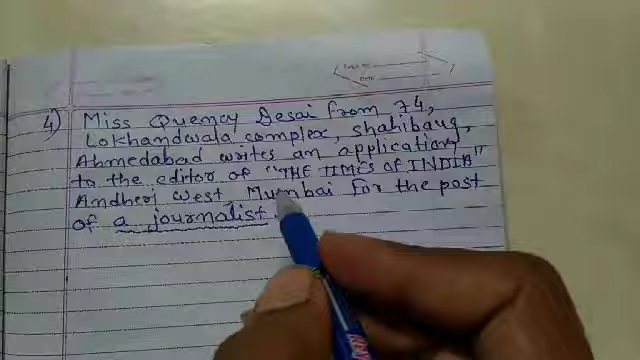 4) Miss Quency Desai from 74,
Lokhandwala complex, shahibaug,
Ahmedabad writes an application
to the editor of "THE TIMES OF INDIA"
Andheri west, Mumbai for the post
of a journalist.